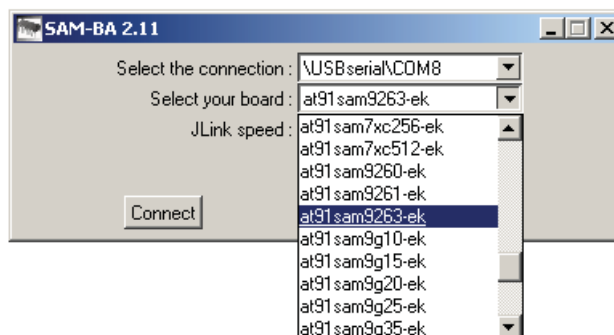 SAM-BA 2.11
Select the connection : \USBserial\COM8
Select your board : at91sam9263-ek
JLink speed :
at91sam7xc256-ek
at91sam7xc512-ek
at91sam9260-ek
at91sam9261-ek
at91sam9263-ek
at91sam9g10-ek
at91sam9g15-ek
at91sam9g20-ek
at91sam9g25-ek
at91sam9g35-ek
Connect